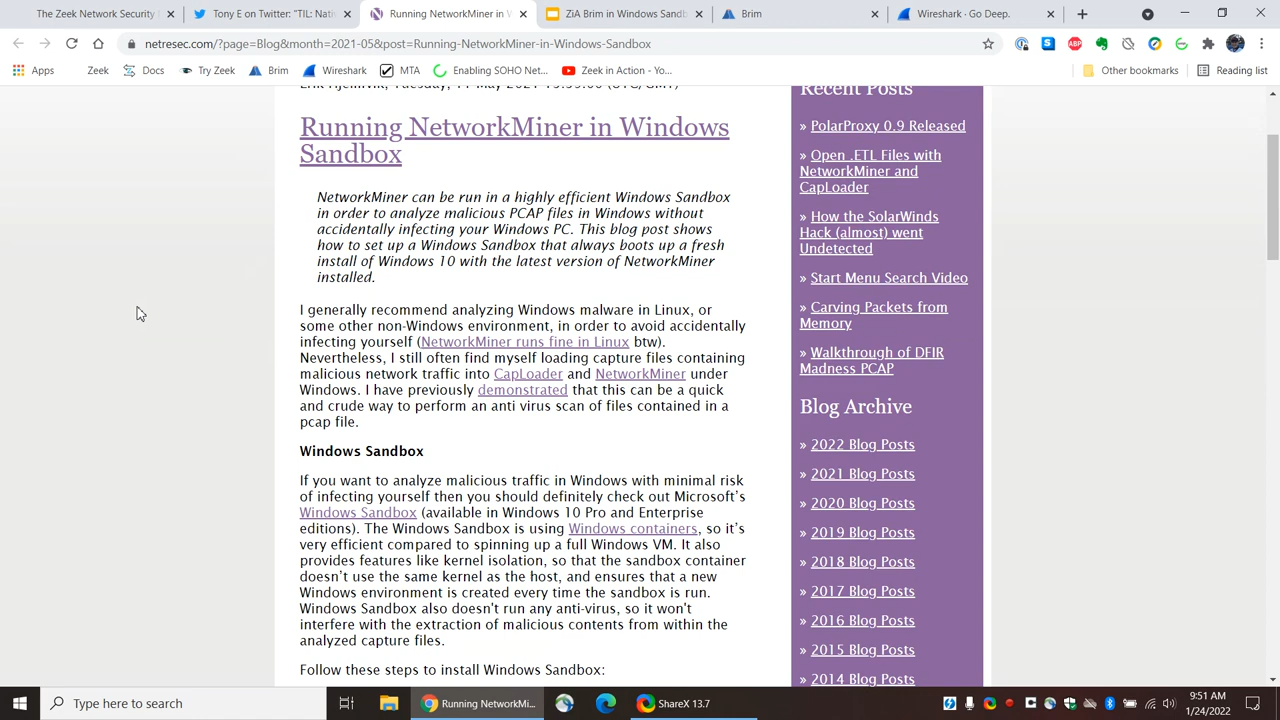 The Zeek Network Security
Tony E on Twitter: "TIL: Nati
Running NetworkMiner in W
ZiA Brim in Windows Sandb
Brim
Wireshark · Go Deep.
netresec.com/?page=Blog&month=2021-05&post=Running-NetworkMiner-in-Windows-Sandbox
ABP
Apps
Zeek
Docs
Try Zeek
Brim
Wireshark
MTA
Enabling SOHO Net...
Zeek in Action - Yo...
Other bookmarks
Reading list
Running NetworkMiner in Windows
Sandbox
NetworkMiner can be run in a highly efficient Windows Sandbox
in order to analyze malicious PCAP files in Windows without
accidentally infecting your Windows PC. This blog post shows
how to set up a Windows Sandbox that always boots up a fresh
install of Windows 10 with the latest version of NetworkMiner
installed.
I generally recommend analyzing Windows malware in Linux, or
some other non-Windows environment, in order to avoid accidentally
infecting yourself (NetworkMiner runs fine in Linux btw).
Nevertheless, I still often find myself loading capture files containing
malicious network traffic into CapLoader and NetworkMiner under
Windows. I have previously demonstrated that this can be a quick
and crude way to perform an anti virus scan of files contained in a
pcap file.
Windows Sandbox
If you want to analyze malicious traffic in Windows with minimal risk
of infecting yourself then you should definitely check out Microsoft's
Windows Sandbox (available in Windows 10 Pro and Enterprise
editions). The Windows Sandbox is using Windows containers, so it's
very efficient compared to spinning up a full Windows VM. It also
provides features like kernel isolation, so that the sandbox container
doesn't use the same kernel as the host, and ensures that a new
Windows environment is created every time the sandbox is run.
Windows Sandbox also doesn't run any anti-virus, so it won't
interfere with the extraction of malicious contents from within the
analyzed capture files.
Follow these steps to install Windows Sandbox:
Recent Posts
» PolarProxy 0.9 Released
» Open .ETL Files with
NetworkMiner and
CapLoader
» How the SolarWinds
Hack (almost) went
Undetected
» Start Menu Search Video
» Carving Packets from
Memory
» Walkthrough of DFIR
Madness PCAP
Blog Archive
» 2022 Blog Posts
» 2021 Blog Posts
» 2020 Blog Posts
» 2019 Blog Posts
» 2018 Blog Posts
» 2017 Blog Posts
» 2016 Blog Posts
» 2015 Blog Posts
» 2014 Blog Posts
Type here to search
Running NetworkMi...
ShareX 13.7
9:51 AM
1/24/2022